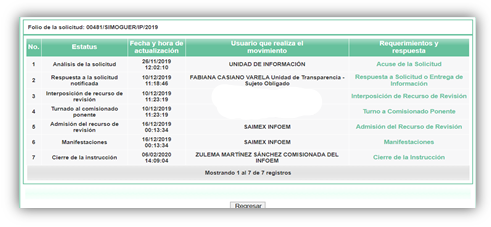 Folio de la solicitud: 00481/SIMOGUER/IP/2019
No. Estatus Fecha y hora de actualización Usuario que realiza el movimiento Requerimientos y respuesta
1 Análisis de la solicitud 26/11/2019 12:02:10 UNIDAD DE INFORMACIÓN Acuse de la Solicitud
2 Respuesta a la solicitud notificada 10/12/2019 11:18:46 FABIANA CASIANO VARELA Unidad de Transparencia - Sujeto Obligado Respuesta a Solicitud o Entrega de Información
3 Interposición de recurso de revisión 10/12/2019 11:23:19 Interposición de Recurso de Revisión
4 Turnado al comisionado ponente 10/12/2019 11:23:19 Turno a Comisionado Ponente
5 Admisión del recurso de revisión 16/12/2019 00:13:34 SAIMEX INFOEM Admisión del Recurso de Revisión
6 Manifestaciones 16/12/2019 00:13:34 SAIMEX INFOEM Manifestaciones
7 Cierre de la instrucción 06/02/2020 14:09:04 ZULEMA MARTÍNEZ SÁNCHEZ COMISIONADA DEL INFOEM Cierre de la instrucción
Mostrando 1 al 7 de 7 registros
Regresar